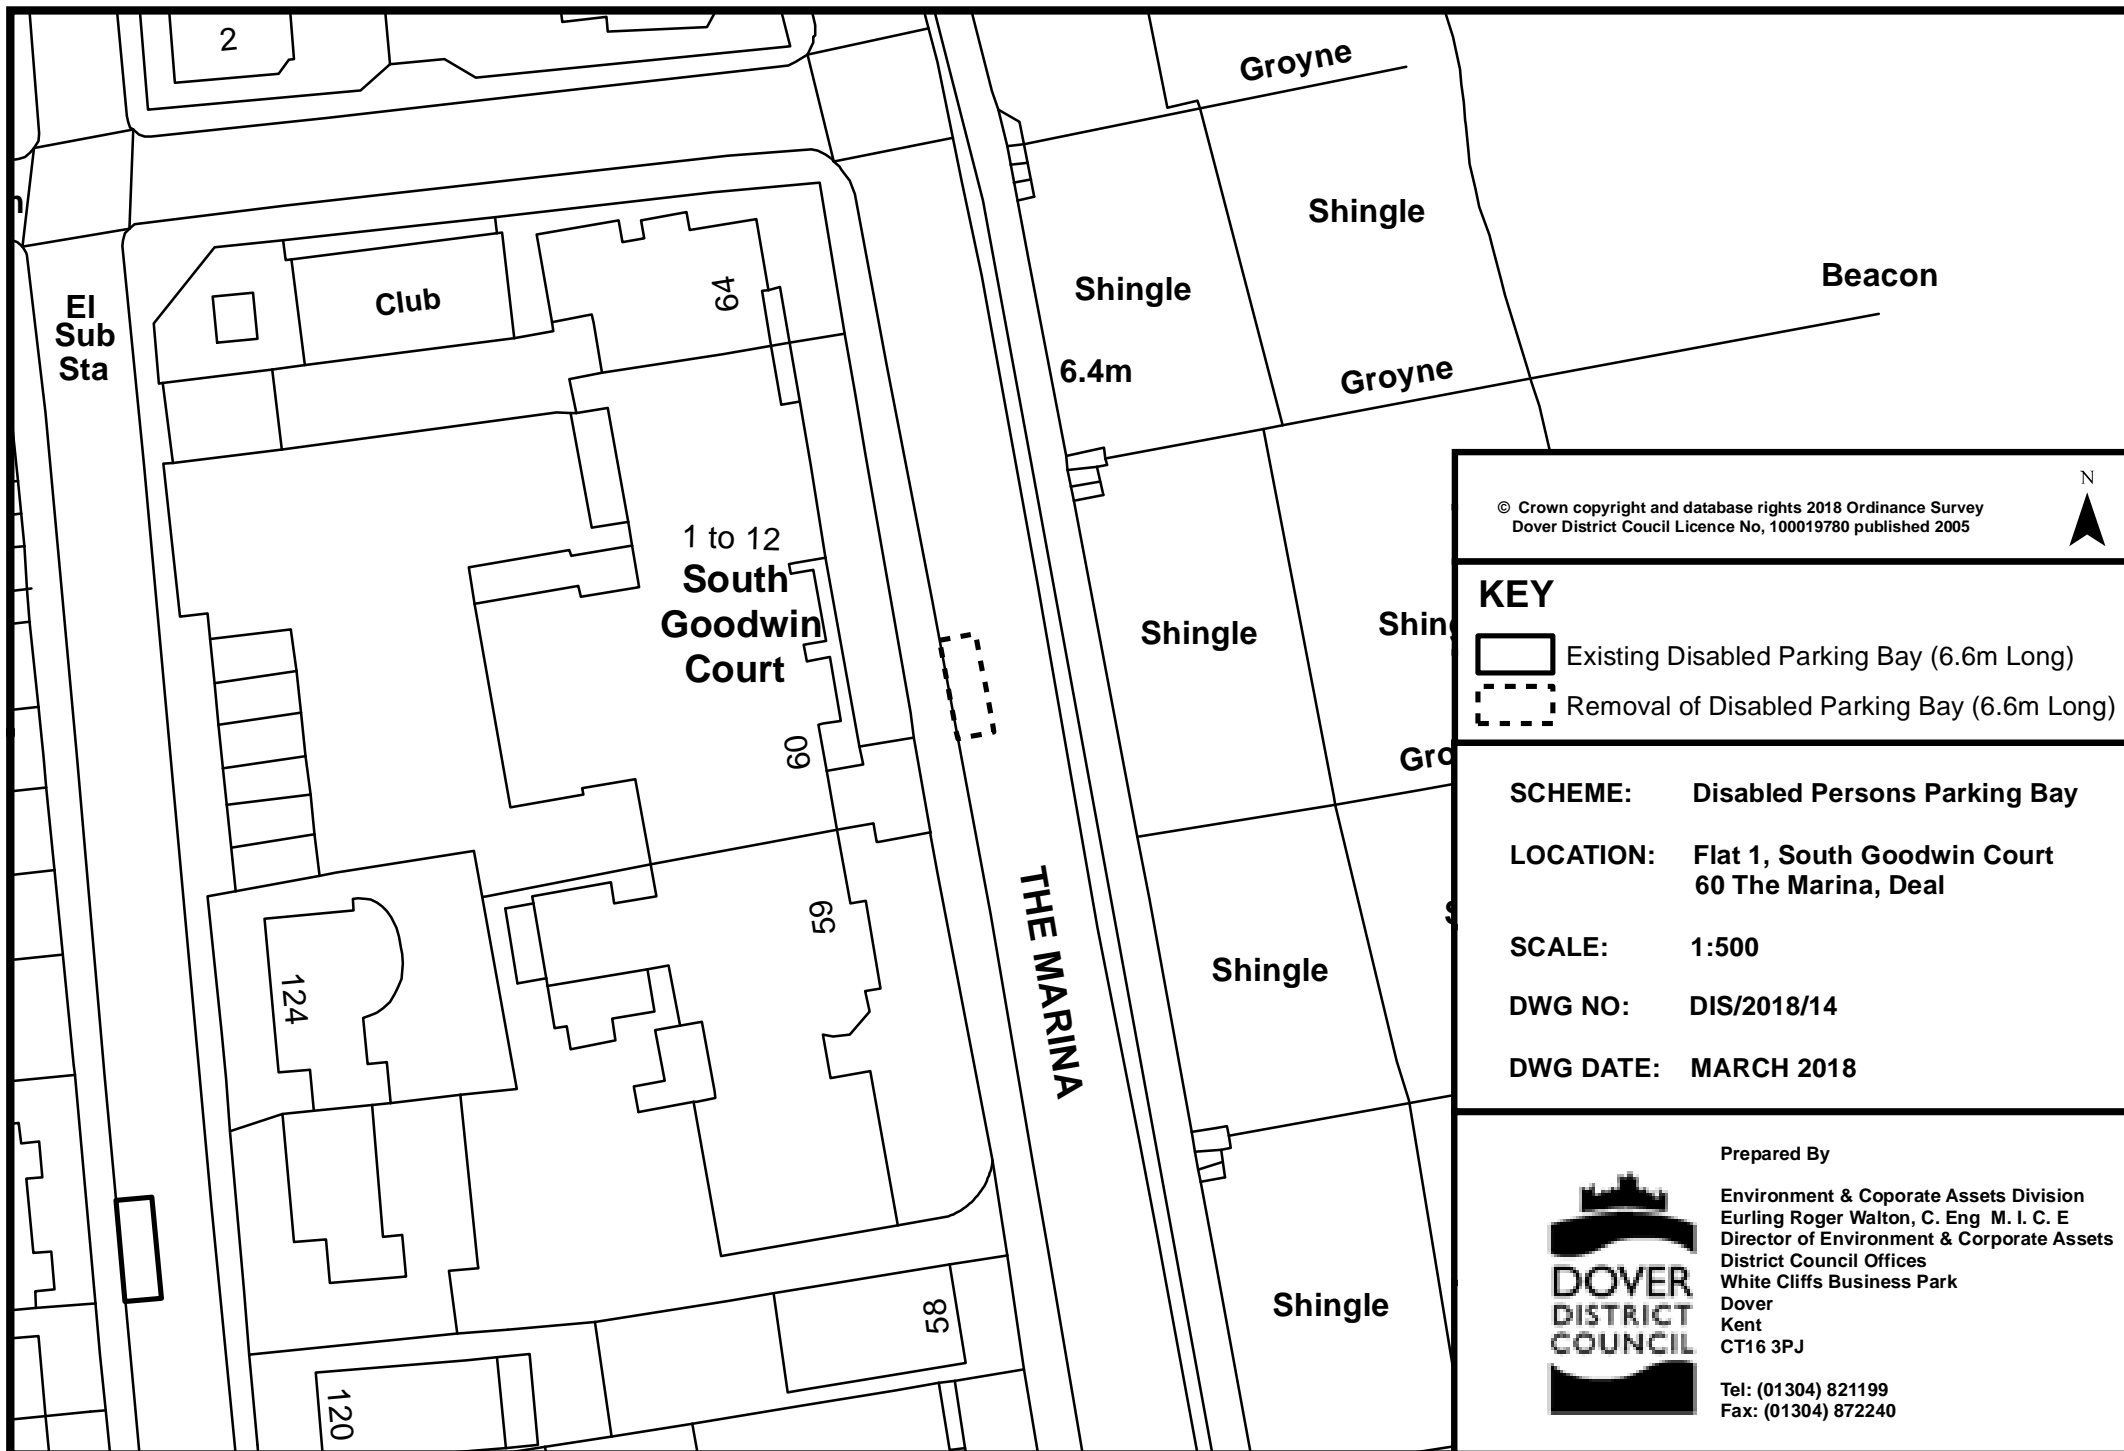 2
Groyne
Shingle
Beacon
El
Sub
Sta
Club
64
Shingle
6.4m
Groyne
1 to 12
South
Goodwin
Court
Shingle
60
59
THE MARINA
Shingle
124
Shingle
58
120
N
© Crown copyright and database rights 2018 Ordinance Survey
Dover District Coucil Licence No, 100019780 published 2005
KEY
Existing Disabled Parking Bay (6.6m Long)
Removal of Disabled Parking Bay (6.6m Long)
SCHEME: Disabled Persons Parking Bay
LOCATION: Flat 1, South Goodwin Court
60 The Marina, Deal
SCALE: 1:500
DWG NO: DIS/2018/14
DWG DATE: MARCH 2018
Prepared By
Environment & Coporate Assets Division
Eurling Roger Walton, C. Eng M. I. C. E
Director of Environment & Corporate Assets
District Council Offices
White Cliffs Business Park
Dover
Kent
CT16 3PJ
Tel: (01304) 821199
Fax: (01304) 872240
DOVER
DISTRICT
COUNCIL